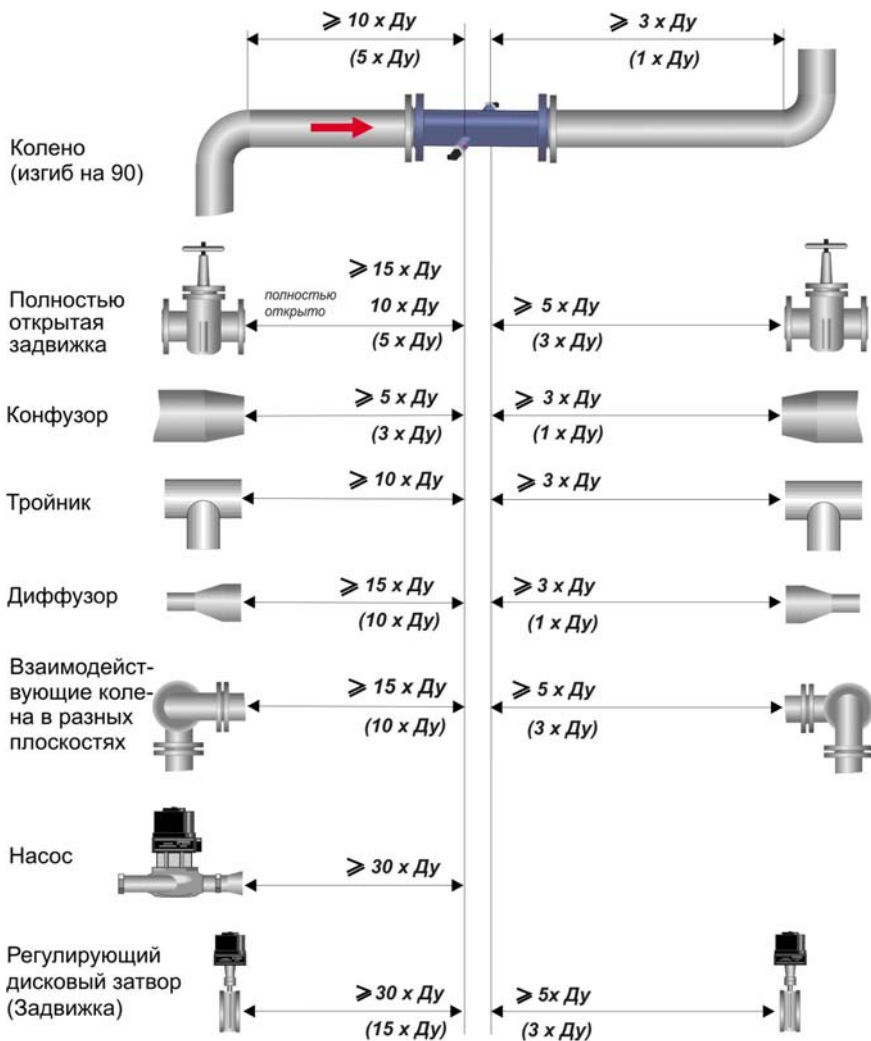 ⩾ 10 x Ду
(5 x Ду)
⩾ 3 x Ду
(1 x Ду)
Колено
(изгиб на 90)
Полностью
открытая
задвижка
полностью
открыто
⩾ 15 x Ду
10 x Ду
(5 x Ду)
⩾ 5 x Ду
(3 x Ду)
Конфузор
⩾ 5 x Ду
(3 x Ду)
⩾ 3 x Ду
(1 x Ду)
Тройник
⩾ 10 x Ду
⩾ 3 x Ду
Диффузор
⩾ 15 x Ду
(10 x Ду)
⩾ 3 x Ду
(1 x Ду)
Взаимодейст-
вующие коле-
на в разных
плоскостях
⩾ 15 x Ду
(10 x Ду)
⩾ 5 x Ду
(3 x Ду)
Насос
⩾ 30 x Ду
Регулирующий
дисковый затвор
(Задвижка)
⩾30 x Ду
(15 x Ду)
⩾ 5x Ду
(3 x Ду)